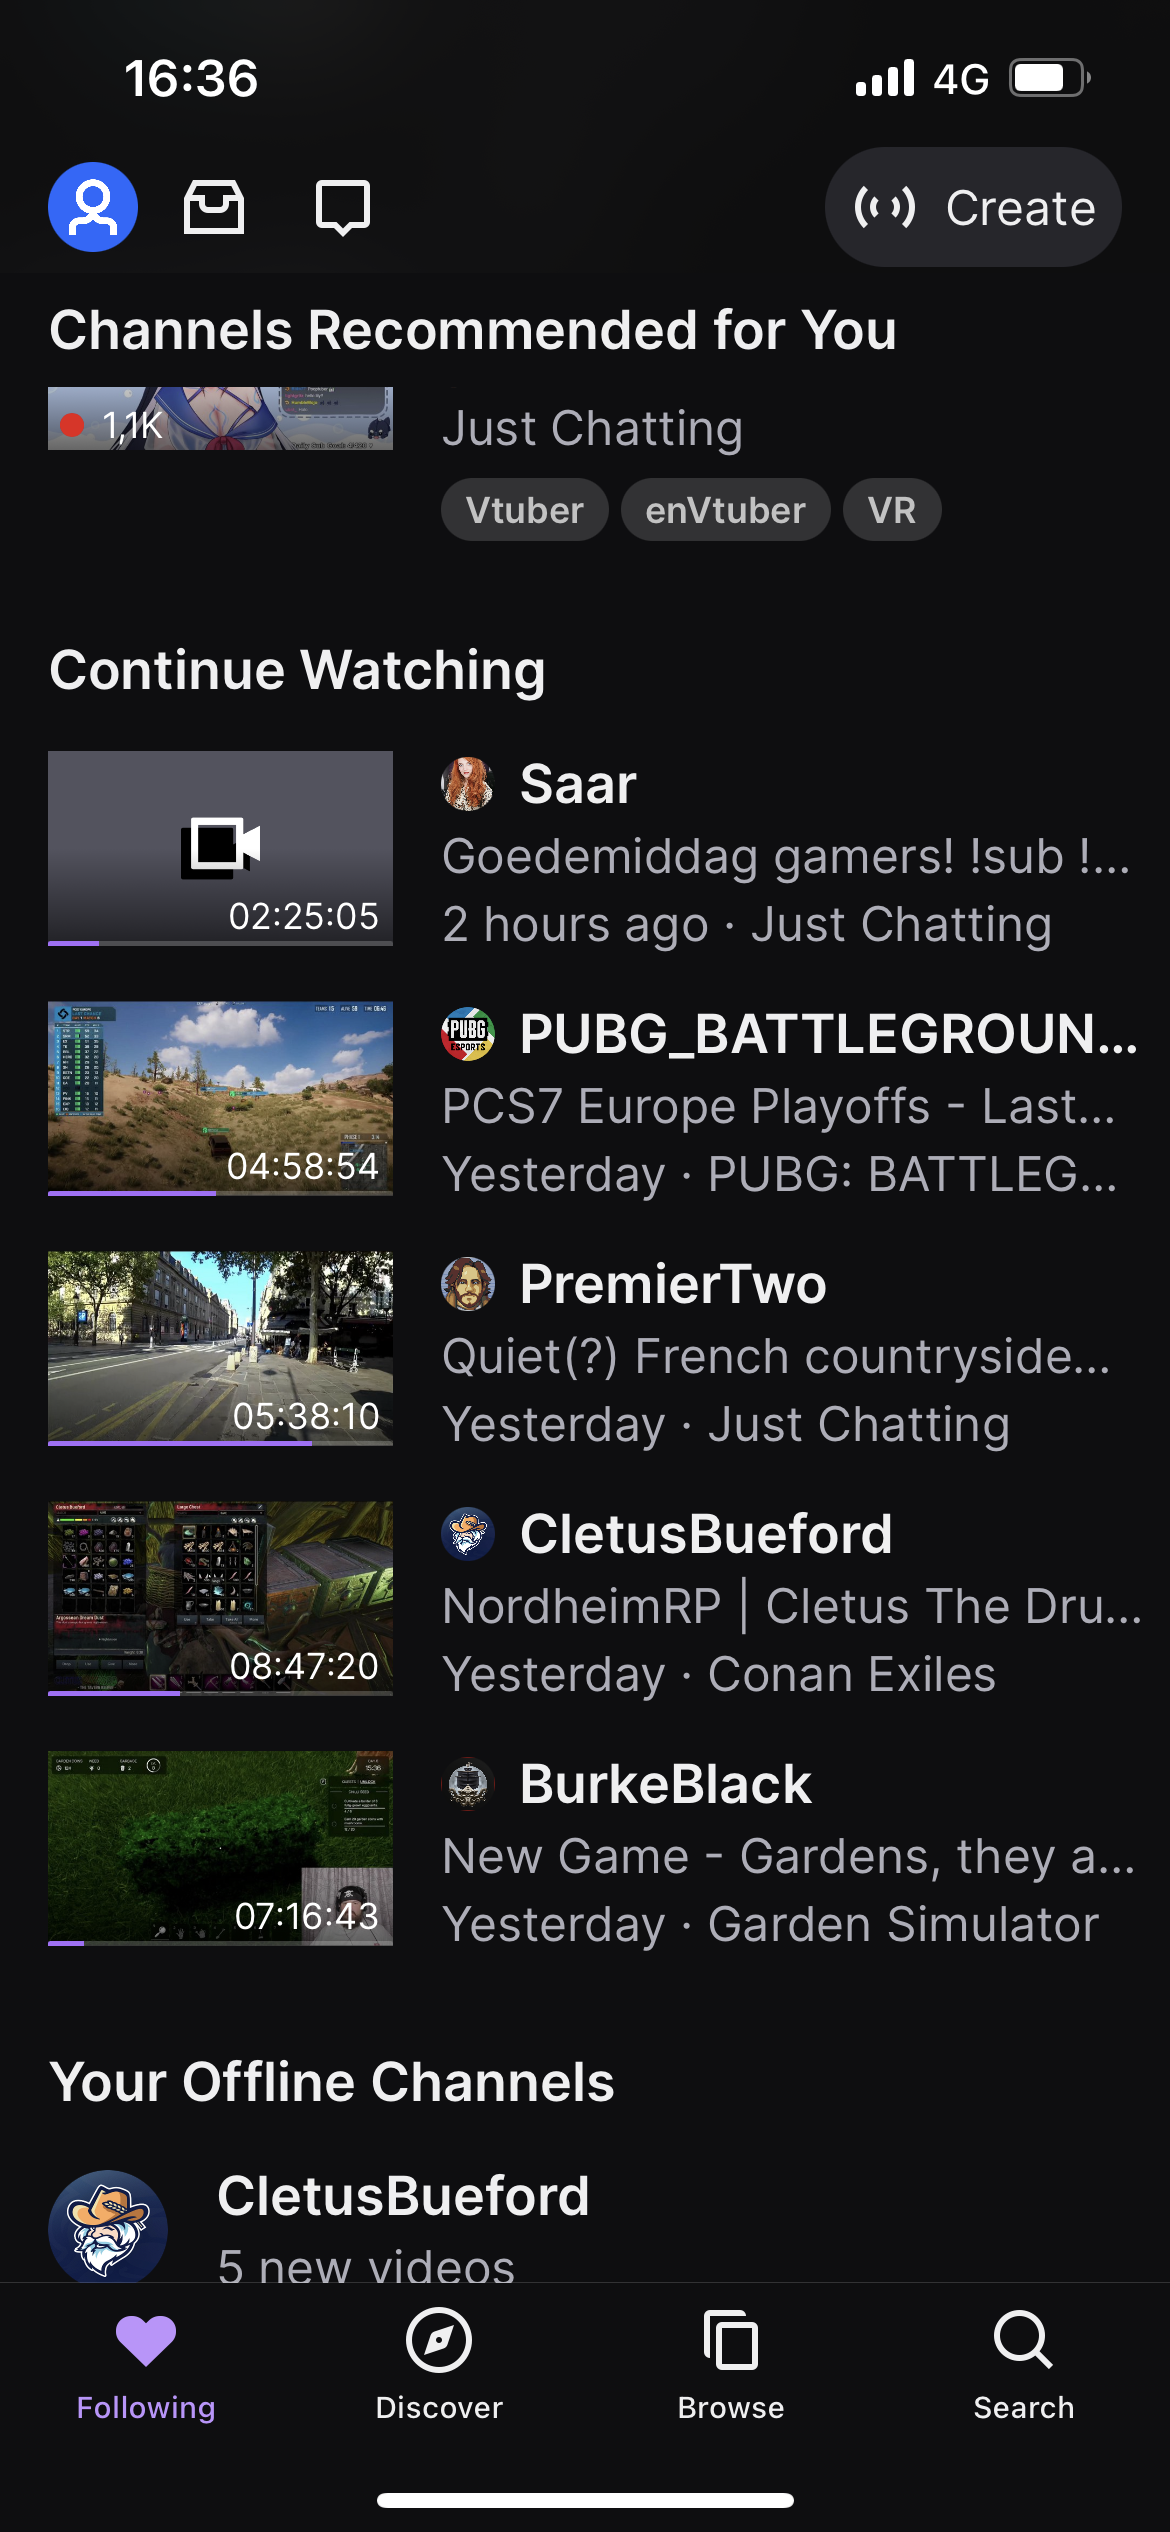 16:36
4G
Create
Channels Recommended for You
1,1K
Just Chatting
Vtuber
enVtuber
VR
Continue Watching
Saar
Goedemiddag gamers! !sub !...
2 hours ago · Just Chatting
02:25:05
PUBG
ESPORTS
PUBG_BATTLEGROUN...
PCS7 Europe Playoffs - Last...
Yesterday · PUBG: BATTLEG...
04:58:54
PremierTwo
Quiet(?) French countryside...
Yesterday · Just Chatting
05:38:10
CletusBueford
NordheimRP | Cletus The Dru...
Yesterday · Conan Exiles
08:47:20
BurkeBlack
New Game - Gardens, they a...
Yesterday · Garden Simulator
07:16:43
Your Offline Channels
CletusBueford
5 new videos
Following
Discover
Browse
Search